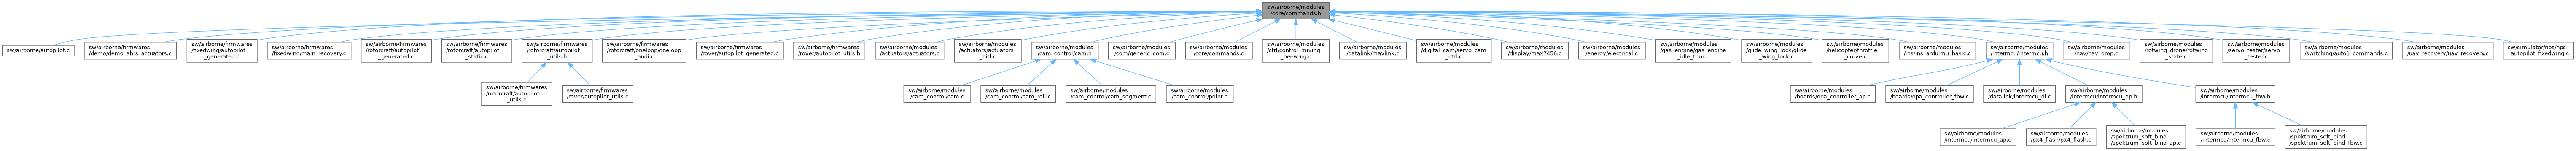 sw/airborne/modules
/core/commands.h
sw/airborne/autopilot.c
sw/airborne/firmwares
/demo/demo_ahrs_actuators.c
sw/airborne/firmwares
/fixedwing/autopilot
_generated.c
sw/airborne/firmwares
/fixedwing/main_recovery.c
sw/airborne/firmwares
/rotorcraft/autopilot
_generated.c
sw/airborne/firmwares
/rotorcraft/autopilot
_static.c
sw/airborne/firmwares
/rotorcraft/autopilot
_utils.h
sw/airborne/firmwares
/rotorcraft/oneloop/oneloop
_andi.c
sw/airborne/firmwares
/rover/autopilot_generated.c
sw/airborne/firmwares
/rover/autopilot_utils.h
sw/airborne/modules
/actuators/actuators.c
sw/airborne/modules
/actuators/actuators
_hitl.c
sw/airborne/modules
/cam_control/cam.h
sw/airborne/modules
/com/generic_com.c
sw/airborne/modules
/core/commands.c
sw/airborne/modules
/ctrl/control_mixing
_heewing.c
sw/airborne/modules
/datalink/mavlink.c
sw/airborne/modules
/digital_cam/servo_cam
_ctrl.c
sw/airborne/modules
/display/max7456.c
sw/airborne/modules
/energy/electrical.c
sw/airborne/modules
/gas_engine/gas_engine
_idle_trim.c
sw/airborne/modules
/glide_wing_lock/glide
_wing_lock.c
sw/airborne/modules
/helicopter/throttle
_curve.c
sw/airborne/modules
/ins/ins_arduimu_basic.c
sw/airborne/modules
/intermcu/intermcu.h
sw/airborne/modules
/nav/nav_drop.c
sw/airborne/modules
/rotwing_drone/rotwing
_state.c
sw/airborne/modules
/servo_tester/servo
_tester.c
sw/airborne/modules
/switching/auto1_commands.c
sw/airborne/modules
/uav_recovery/uav_recovery.c
sw/simulator/nps/nps
_autopilot_fixedwing.c
sw/airborne/firmwares
/rotorcraft/autopilot
_utils.c
sw/airborne/firmwares
/rover/autopilot_utils.c
sw/airborne/modules
/cam_control/cam.c
sw/airborne/modules
/cam_control/cam_roll.c
sw/airborne/modules
/cam_control/cam_segment.c
sw/airborne/modules
/cam_control/point.c
sw/airborne/modules
/boards/opa_controller_ap.c
sw/airborne/modules
/boards/opa_controller_fbw.c
sw/airborne/modules
/datalink/intermcu_dl.c
sw/airborne/modules
/intermcu/intermcu_ap.h
sw/airborne/modules
/intermcu/intermcu_fbw.h
sw/airborne/modules
/intermcu/intermcu_ap.c
sw/airborne/modules
/px4_flash/px4_flash.c
sw/airborne/modules
/spektrum_soft_bind
/spektrum_soft_bind_ap.c
sw/airborne/modules
/intermcu/intermcu_fbw.c
sw/airborne/modules
/spektrum_soft_bind
/spektrum_soft_bind_fbw.c